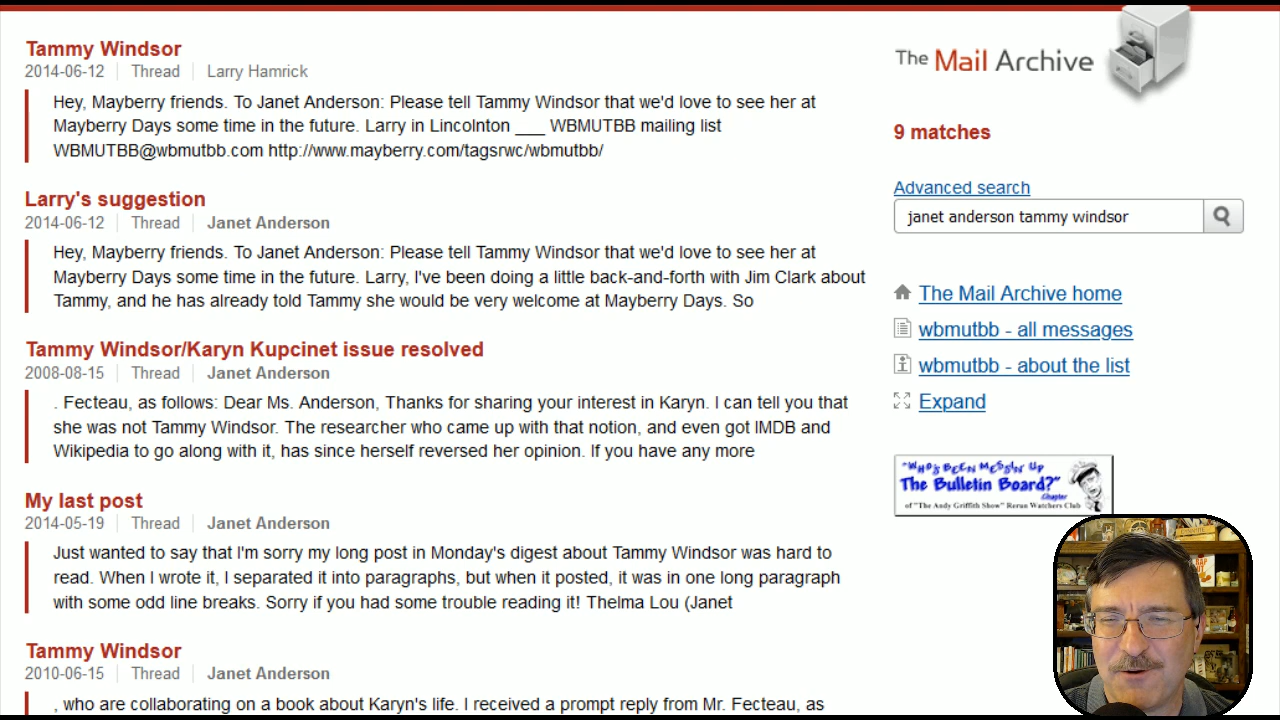 Tammy Windsor
2014-06-12 Thread Larry Hamrick
Hey, Mayberry friends. To Janet Anderson: Please tell Tammy Windsor that we'd love to see her at
Mayberry Days some time in the future. Larry in Lincolnton ___ WBMUTBB mailing list
WBMUTBB@wbmutbb.com http://www.mayberry.com/tagsrwc/wbmutbb/
Larry's suggestion
2014-06-12 Thread Janet Anderson
Hey, Mayberry friends. To Janet Anderson: Please tell Tammy Windsor that we'd love to see her at
Mayberry Days some time in the future. Larry, I've been doing a little back-and-forth with Jim Clark about
Tammy, and he has already told Tammy she would be very welcome at Mayberry Days. So
Tammy Windsor/Karyn Kupcinet issue resolved
2008-08-15 Thread Janet Anderson
. Fecteau, as follows: Dear Ms. Anderson, Thanks for sharing your interest in Karyn. I can tell you that
she was not Tammy Windsor. The researcher who came up with that notion, and even got IMDB and
Wikipedia to go along with it, has since herself reversed her opinion. If you have any more
My last post
2014-05-19 Thread Janet Anderson
Just wanted to say that I'm sorry my long post in Monday's digest about Tammy Windsor was hard to
read. When I wrote it, I separated it into paragraphs, but when it posted, it was in one long paragraph
with some odd line breaks. Sorry if you had some trouble reading it! Thelma Lou (Janet
Tammy Windsor
2010-06-15 Thread Janet Anderson
, who are collaborating on a book about Karyn's life. I received a prompt reply from Mr. Fecteau, as
The Mail Archive
9 matches
Advanced search
janet anderson tammy windsor
The Mail Archive home
wbmutbb - all messages
wbmutbb - about the list
Expand
"WHO'S BEEN MESSIN' UP
The Bulletin Board?"
Chapter
of "The Andy Griffith Show" Rerun Watchers Club